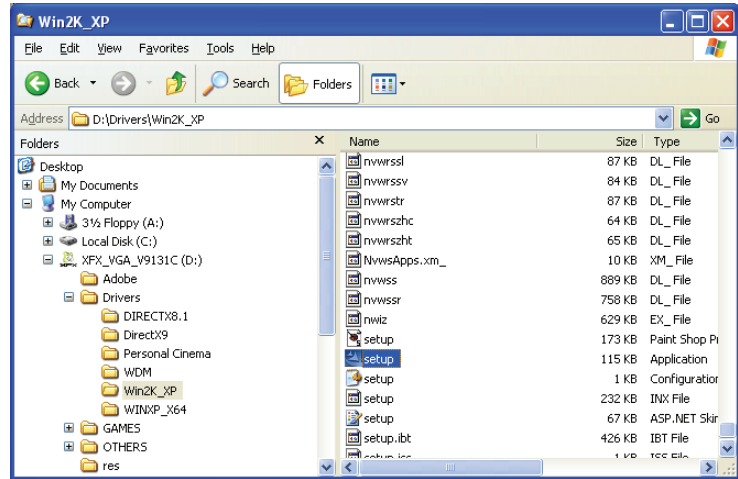 Win2K_XP
File Edit View Favorites Tools Help
Back Search Folders
Address D:\Drivers\Win2K_XP Go
Folders
Desktop
My Documents
My Computer
3½ Floppy (A:)
Local Disk (C:)
XFX_VGA_V9131C (D:)
Adobe
Drivers
DIRECTX8.1
DirectX9
Personal Cinema
WDM
Win2K_XP
WINXP_X64
GAMES
OTHERS
res
Name Size Type
nvwrssl 87 KB DL_ File
nvwrssv 84 KB DL_ File
nvwrstr 87 KB DL_ File
nvwrszhc 64 KB DL_ File
nvwrszht 65 KB DL_ File
NvwsApps.xm_ 10 KB XM_ File
nvwss 889 KB DL_ File
nvwssr 758 KB DL_ File
nwiz 629 KB EX_ File
setup 173 KB Paint Shop Pr
setup 115 KB Application
setup 1 KB Configuration
setup 232 KB INX File
setup 67 KB ASP.NET Skin
setup.ibt 426 KB IBT File
setup.iss 1 KB ISS File